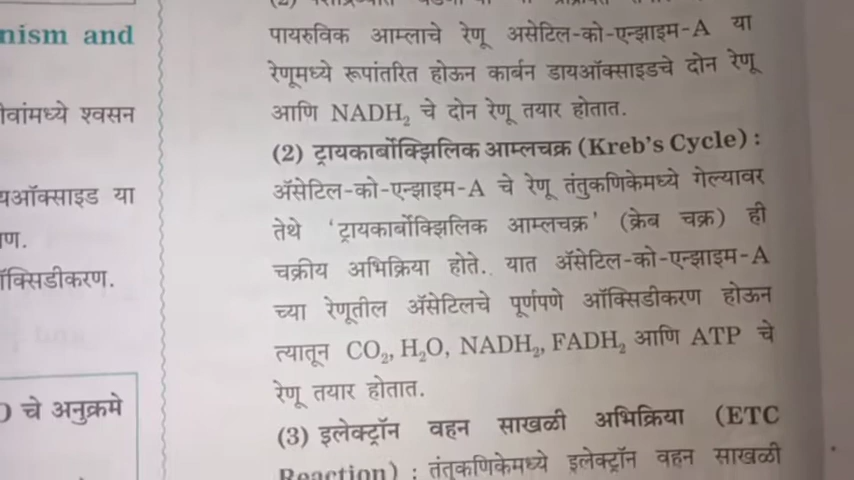 nism and
वांमध्ये श्वसन
ऑक्साइड या
ण.
ऑक्सिडीकरण.
चे अनुक्रमे
पायरुविक आम्लाचे रेणू असेटिल-को-एन्झाइम-A या
रेणूमध्ये रूपांतरित होऊन कार्बन डायऑक्साइडचे दोन रेणू
आणि NADH₂ चे दोन रेणू तयार होतात.
(2) ट्रायकार्बोक्झिलिक आम्लचक्र (Kreb's Cycle) :
ॲसेटिल-को-एन्झाइम-A चे रेणू तंतुकणिकेमध्ये गेल्यावर
तेथे 'ट्रायकार्बोक्झिलिक आम्लचक्र' (क्रेब चक्र) ही
चक्रीय अभिक्रिया होते. यात ॲसेटिल-को-एन्झाइम-A
च्या रेणूतील ॲसेटिलचे पूर्णपणे ऑक्सिडीकरण होऊन
त्यातून CO₂, H₂O, NADH₂, FADH₂ आणि ATP चे
रेणू तयार होतात.
(3) इलेक्ट्रॉन वहन साखळी अभिक्रिया (ETC
Reaction) : तंतुकणिकेमध्ये इलेक्ट्रॉन वहन साखळी